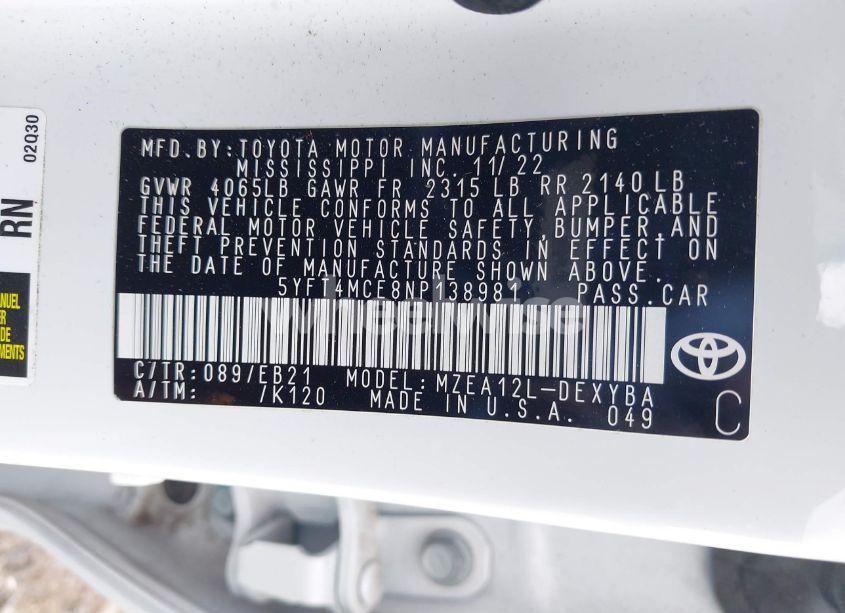 MFD.BY:TOYOTA MOTOR MANUFACTURING
MISSISSIPPI INC. 11/22
GVWR 4065LB GAWR FR 2315 LB RR 2140 LB
THIS VEHICLE CONFORMS TO ALL APPLICABLE
FEDERAL MOTOR VEHICLE SAFETY,BUMPER,AND
THEFT PREVENTION STANDARDS IN EFFECT ON
THE DATE OF MANUFACTURE SHOWN ABOVE.
5YFT4MCE8NP138981 PASS.CAR
C/TR: 089/EB21 MODEL: MZEA12L-DEXYBA
A/TM: /K120 MADE IN U.S.A. 049
C
RN
02Q30
wheelwise